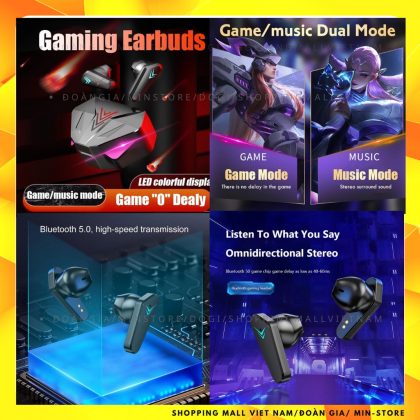 Gaming Earbuds
Game/music mode
LED colorful displa
Game "0" Dealy
Game/music Dual Mode
GAME
Game Mode
There is no delay in the game
MUSIC
Music Mode
Stereo surround sound
Bluetooth 5.0, high-speed transmission
Listen To What You Say
Omnidirectional Stereo
SHOPPING MALL VIET NAM/ĐOÀN GIA/ MIN-STORE